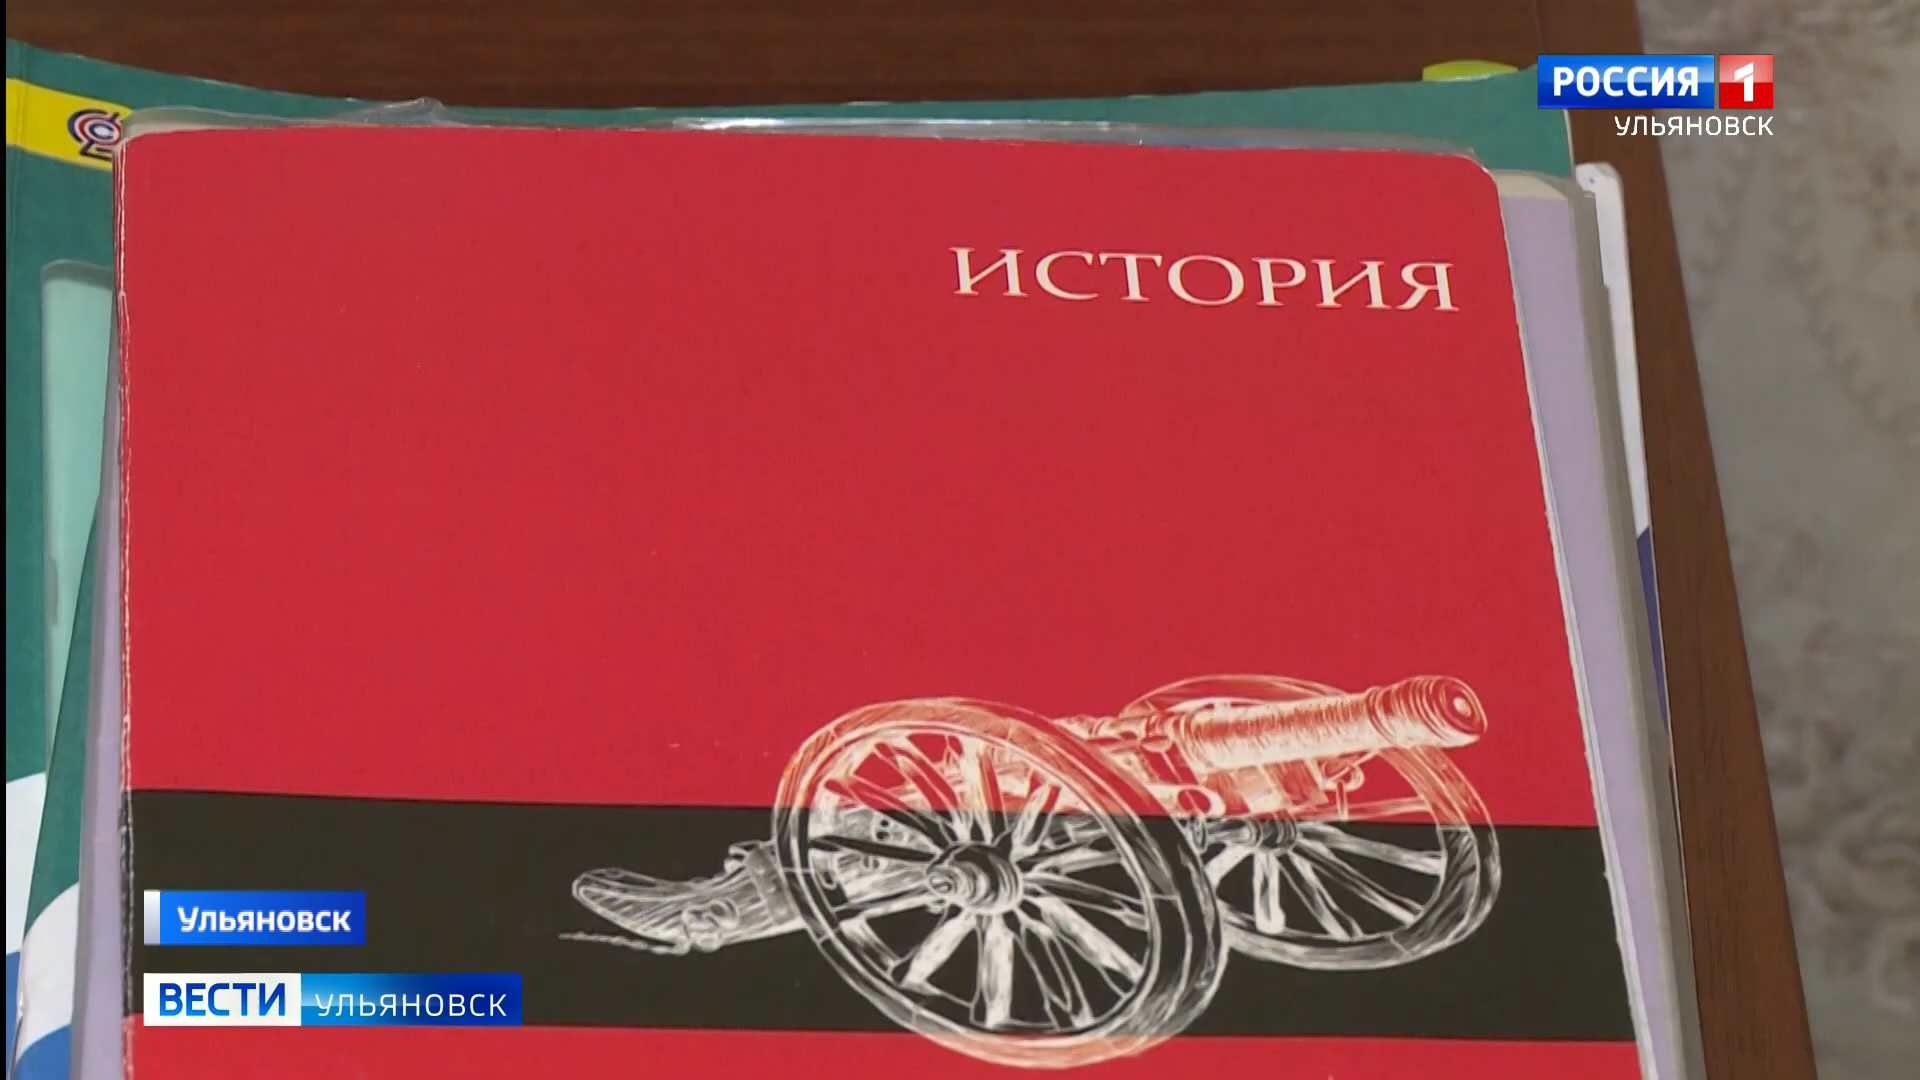 РОССИЯ 1
УЛЬЯНОВСК
ИСТОРИЯ
Ульяновск
ВЕСТИ УЛЬЯНОВСК